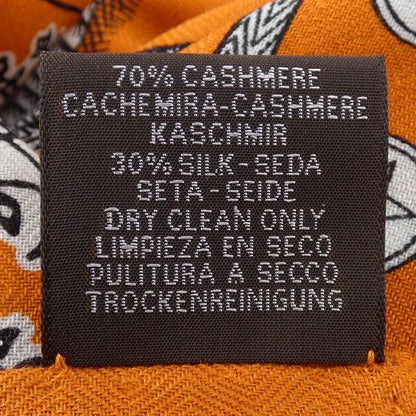 70% CASHMERE
CACHEMIRA-CASHMERE
KASCHMIR
30% SILK-SEDA
SETA-SEIDE
DRY CLEAN ONLY
LIMPIEZA EN SECO
PULITURA A SECCO
TROCKENREINIGUNG